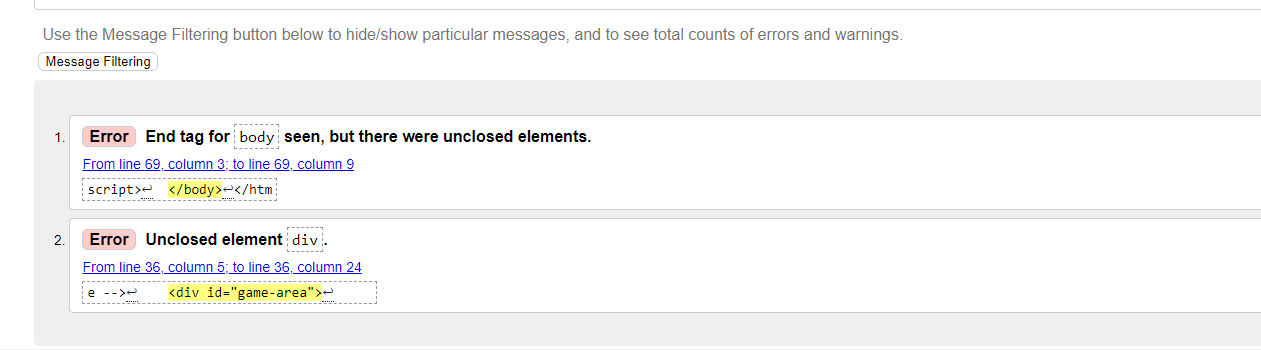 Use the Message Filtering button below to hide/show particular messages, and to see total counts of errors and warnings.
Message Filtering
1. Error End tag for body seen, but there were unclosed elements.
From line 69, column 3; to line 69, column 9
script>↩ </body>↩</htm
2. Error Unclosed element div.
From line 36, column 5; to line 36, column 24
e -->↩ <div id="game-area">↩